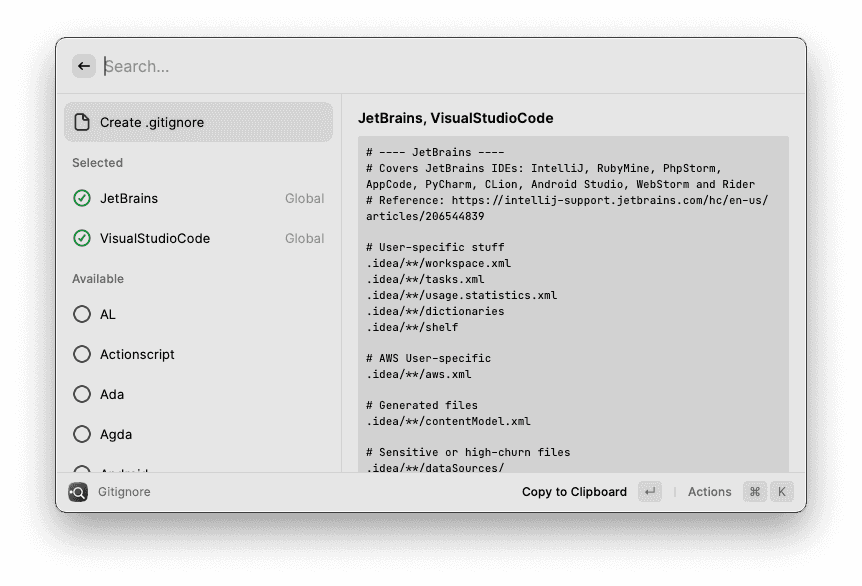 Search...
Create .gitignore
Selected
JetBrains Global
VisualStudioCode Global
Available
AL
Actionscript
Ada
Agda
Android
JetBrains, VisualStudioCode
# ---- JetBrains ----
# Covers JetBrains IDEs: IntelliJ, RubyMine, PhpStorm,
AppCode, PyCharm, CLion, Android Studio, WebStorm and Rider
# Reference: https://intellij-support.jetbrains.com/hc/en-us/
articles/206544839
# User-specific stuff
.idea/**/workspace.xml
.idea/**/tasks.xml
.idea/**/usage.statistics.xml
.idea/**/dictionaries
.idea/**/shelf
# AWS User-specific
.idea/**/aws.xml
# Generated files
.idea/**/contentModel.xml
# Sensitive or high-churn files
.idea/**/dataSources/
Gitignore
Copy to Clipboard ↵ | Actions ⌘ K